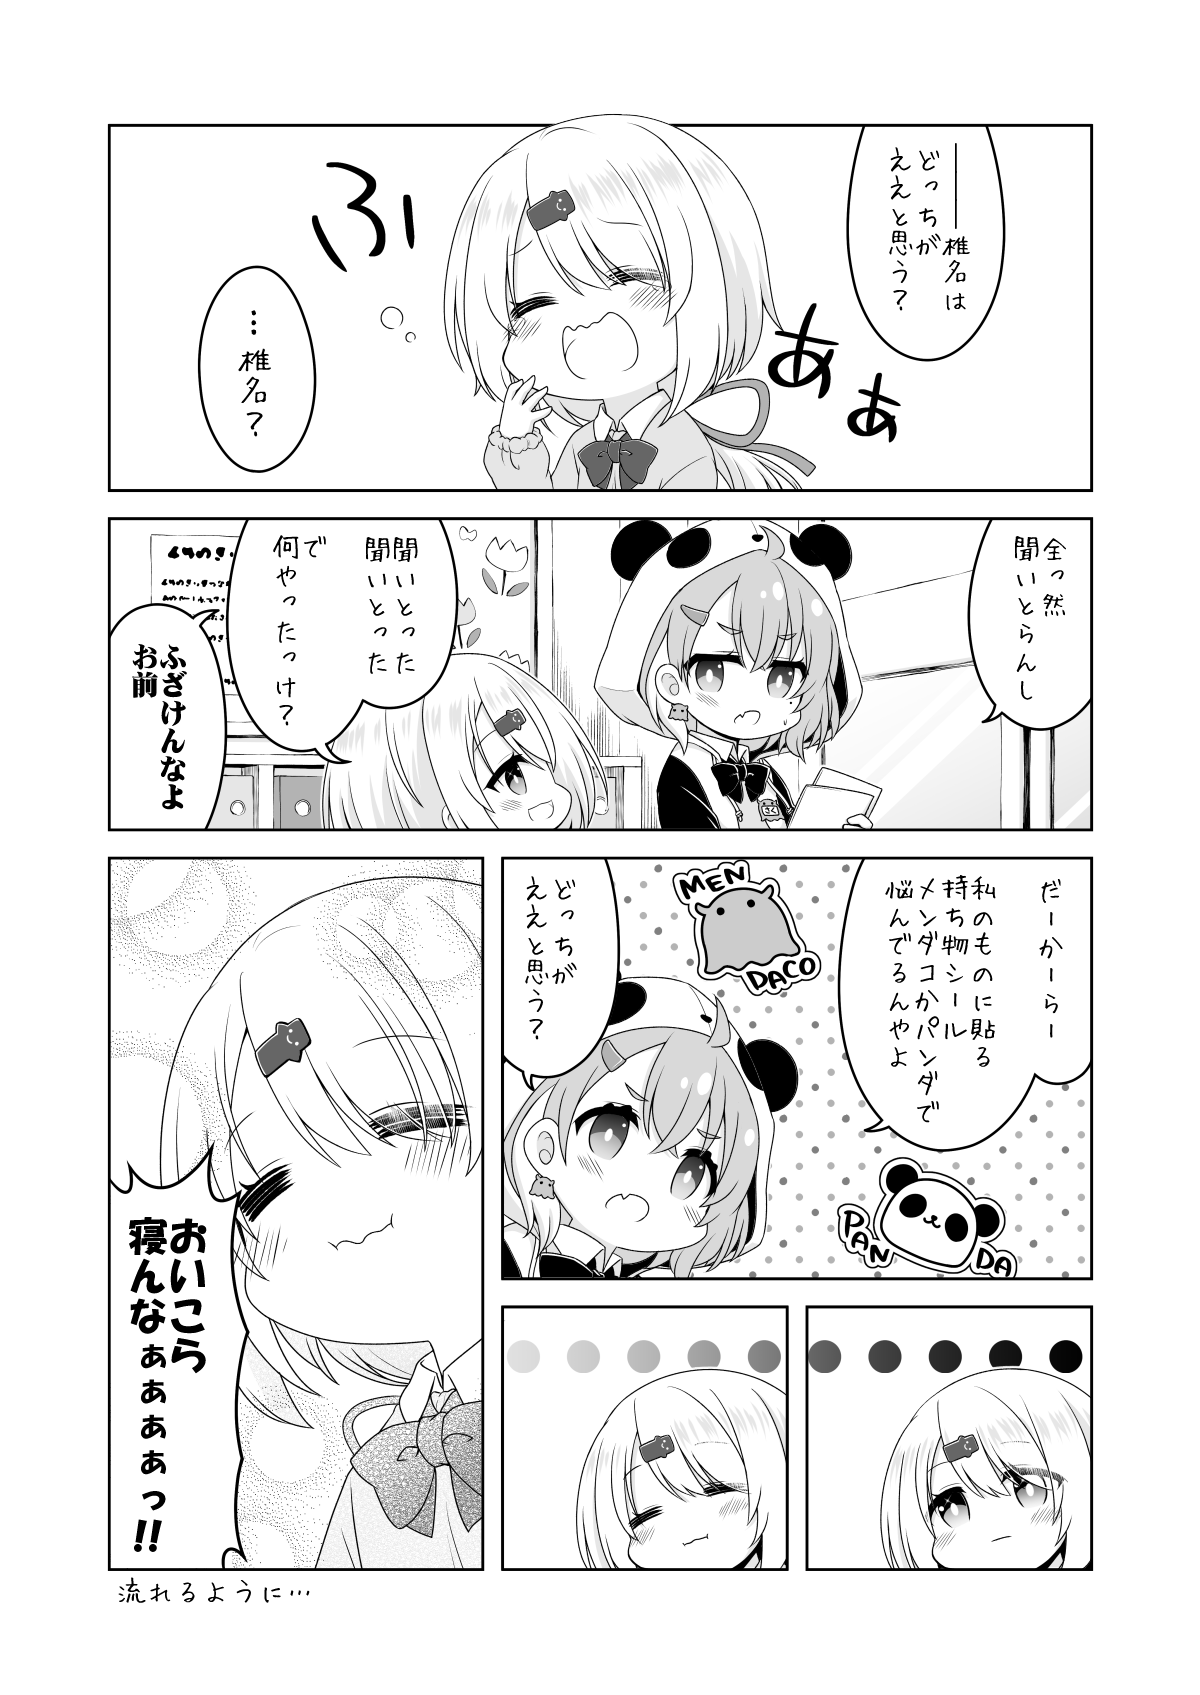 ――椎名は
どっちが
ええと思う?
ふ
ああ
…椎名?
全っ然
聞いとらんし
聞いとった
聞いとった
で
何やったっけ?
ふざけんなよ
お前
だーかーらー
私のものに貼る
持ち物シール
メンダコかパンダで
悩んでるんやよ
MEN
DACO
どっちが
ええと思う?
PAN
DA
おいこら
寝んなぁぁぁぁっ!!
流れるように…